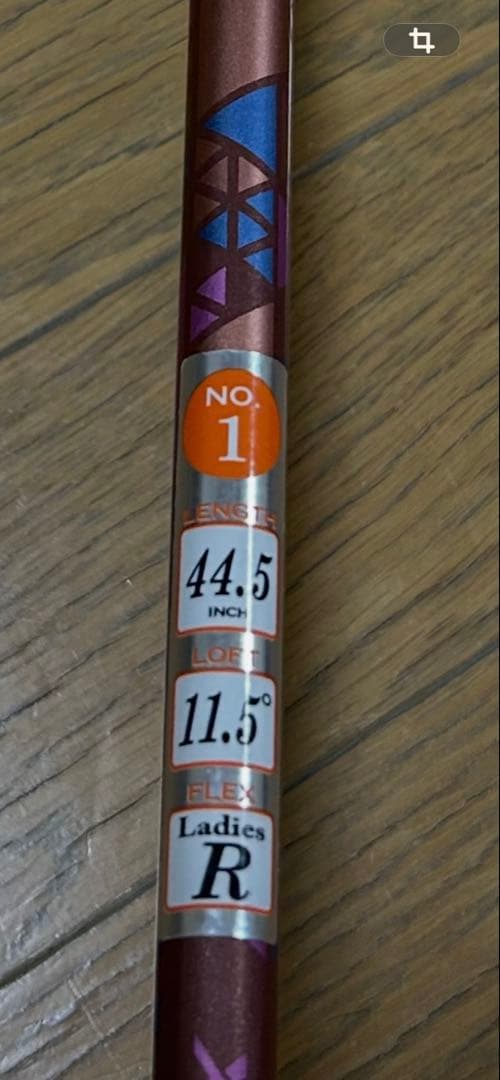 NO.
1
LENGTH
44.5
INCH
LOFT
11.5°
FLEX
Ladies
R